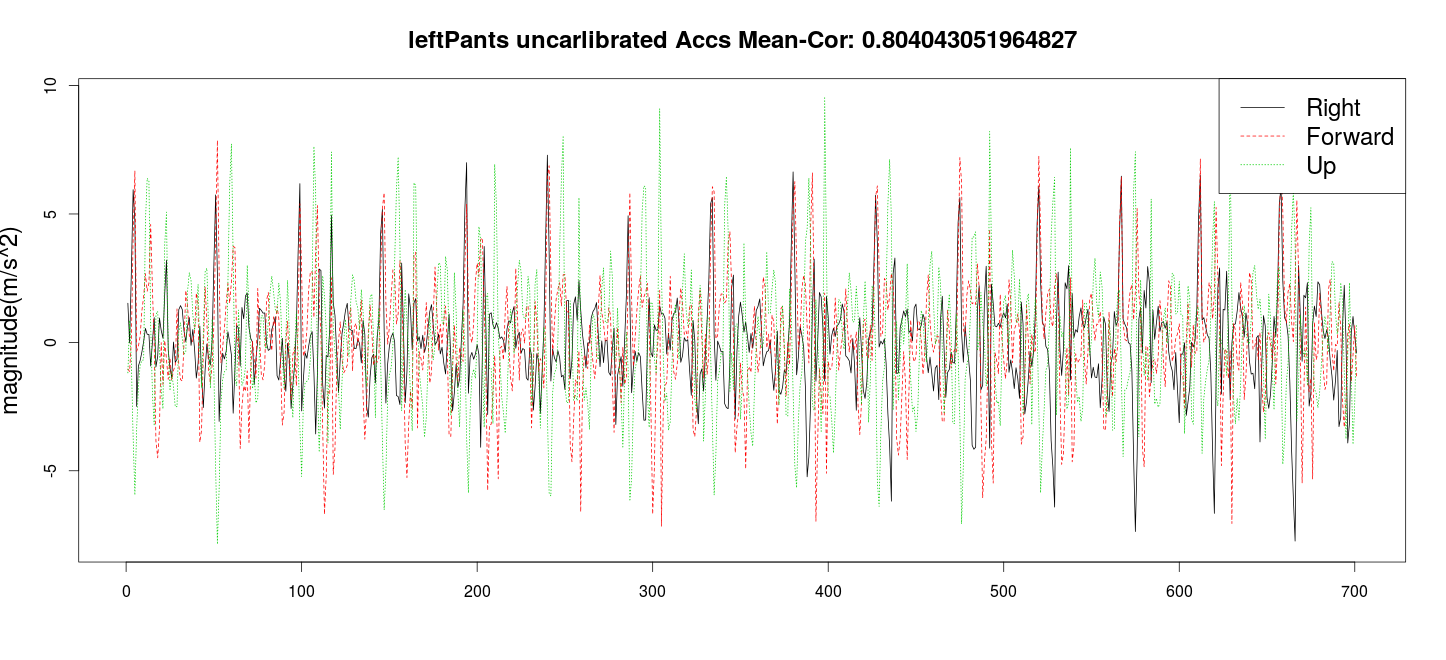 leftPants uncarlibrated Accs Mean-Cor: 0.804043051964827
magnitude(m/s^2)
10
5
0
-5
Right
Forward
Up
0 100 200 300 400 500 600 700